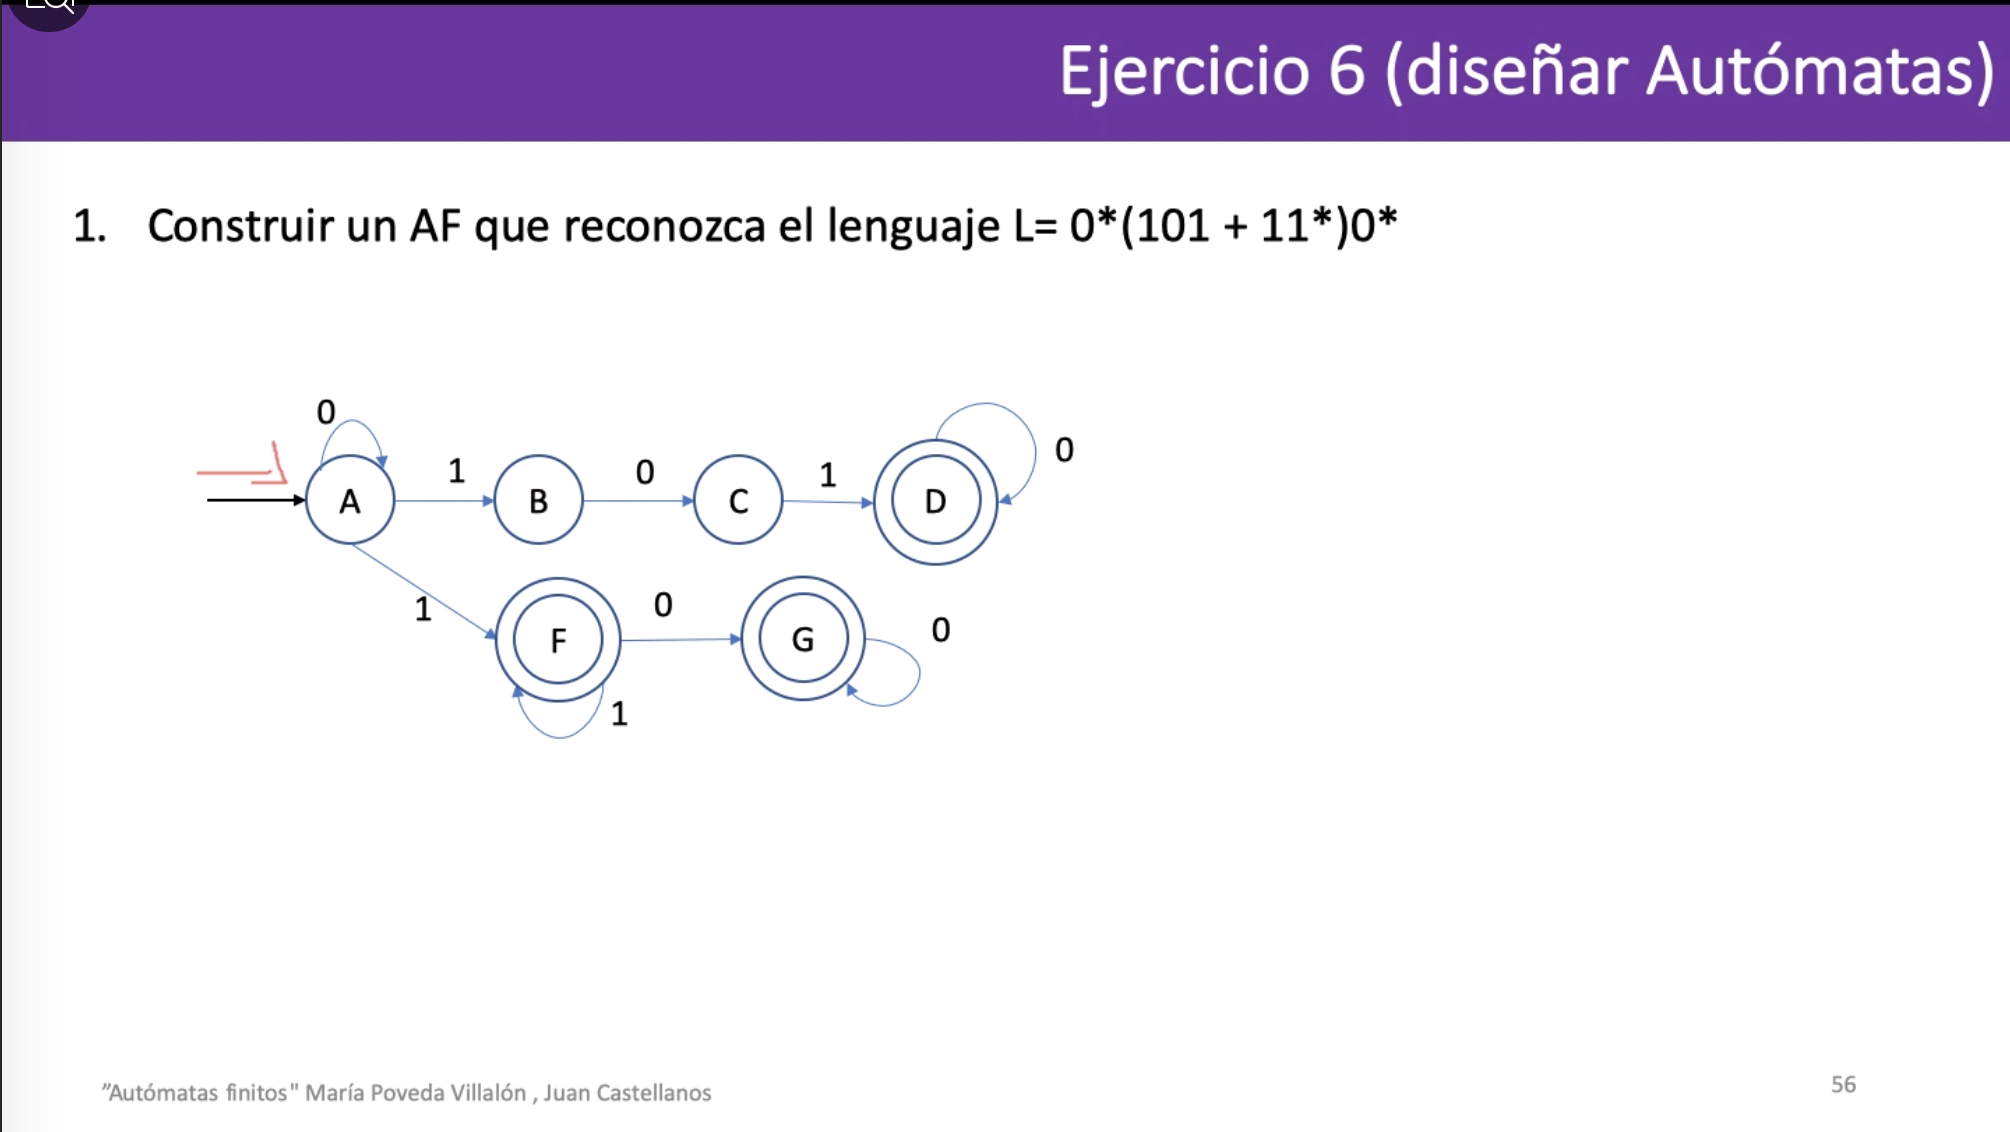 Ejercicio 6 (diseñar Autómatas)
1. Construir un AF que reconozca el lenguaje L= 0*(101 + 11*)0*
0
0
1 0 1
A B C D
1 0 0
F G
1
”Autómatas finitos" María Poveda Villalón , Juan Castellanos
56